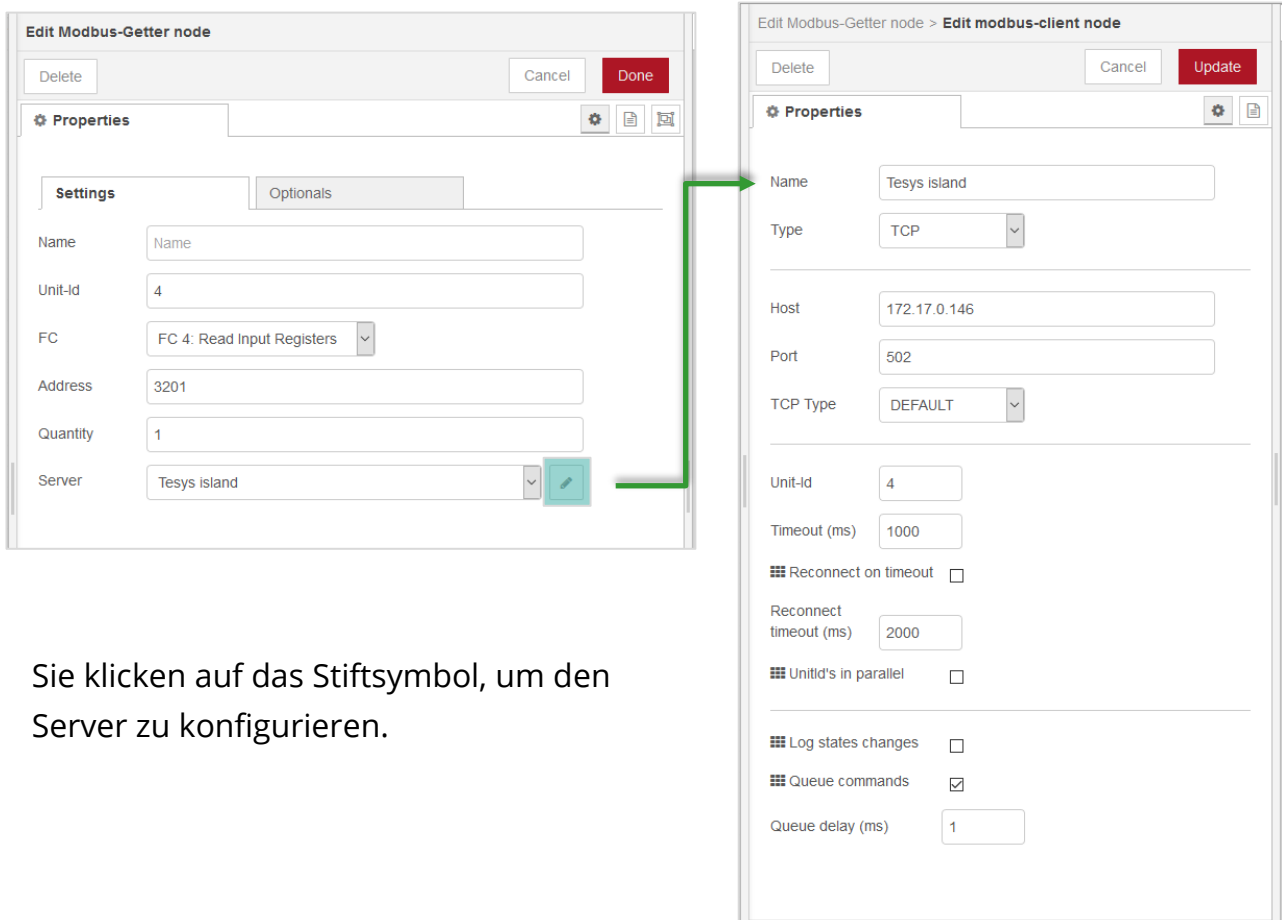 Edit Modbus-Getter node
Delete
Cancel
Done
Properties
Settings
Optionals
Name
Name
Unit-Id
4
FC
FC 4: Read Input Registers
Address
3201
Quantity
1
Server
Tesys island
Sie klicken auf das Stiftsymbol, um den
Server zu konfigurieren.
Edit Modbus-Getter node > Edit modbus-client node
Delete
Cancel
Update
Properties
Name
Tesys island
Type
TCP
Host
172.17.0.146
Port
502
TCP Type
DEFAULT
Unit-Id
4
Timeout (ms)
1000
Reconnect on timeout
Reconnect
timeout (ms)
2000
UnitId's in parallel
Log states changes
Queue commands
Queue delay (ms)
1